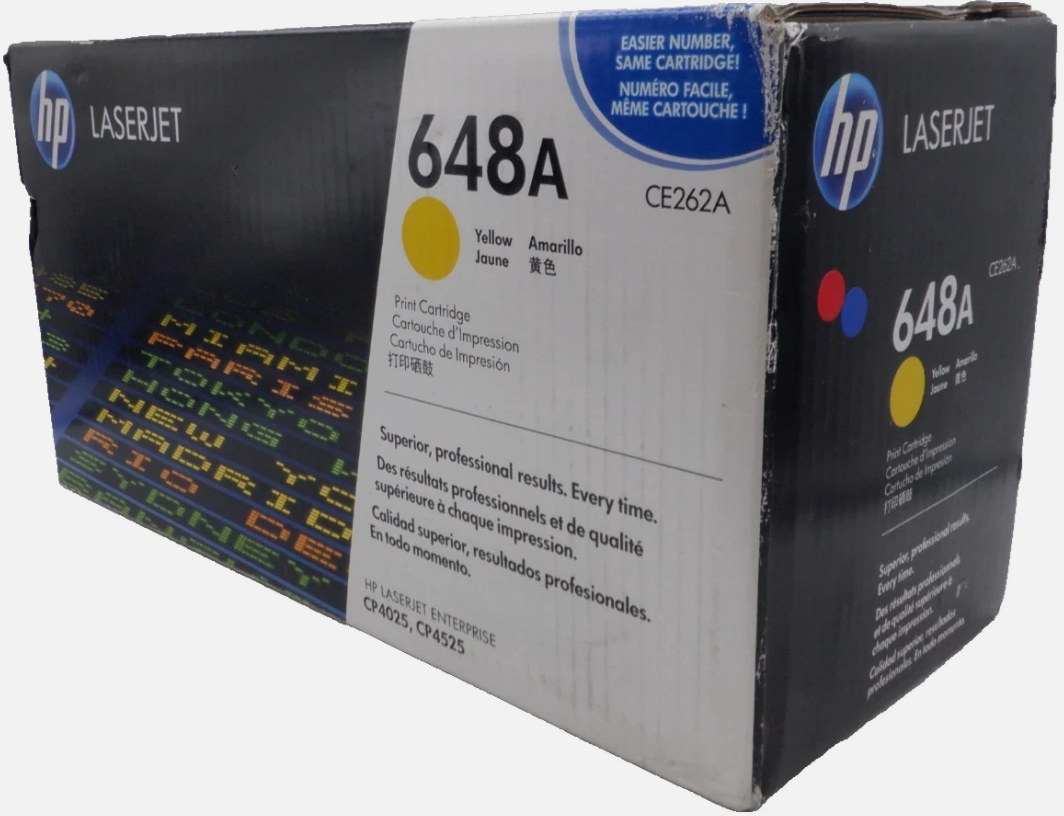 hp
LASERJET
EASIER NUMBER,
SAME CARTRIDGE!
NUMÉRO FACILE,
MÊME CARTOUCHE !
648A
CE262A
Yellow Amarillo
Jaune 黄色
Print Cartridge
Cartouche d'Impression
Cartucho de Impresión
打印硒鼓
Superior, professional results. Every time.
Des résultats professionnels et de qualité
supérieure à chaque impression.
Calidad superior, resultados profesionales.
En todo momento.
HP LASERJET ENTERPRISE
CP4025, CP4525
MIAMI
PARIS
TOKYO
HONG
NEW
MADRID
RIO
hp
LASERJET
CE262A
648A
Yellow Amarillo
Jaune 黄色
Print Cartridge
Cartouche d'Impression
Cartucho de Impresión
打印硒鼓
Superior, professional results.
Every time.
Des résultats professionnels
et de qualité supérieure à
chaque impression.
Calidad superior, resultados
profesionales. En todo momento.